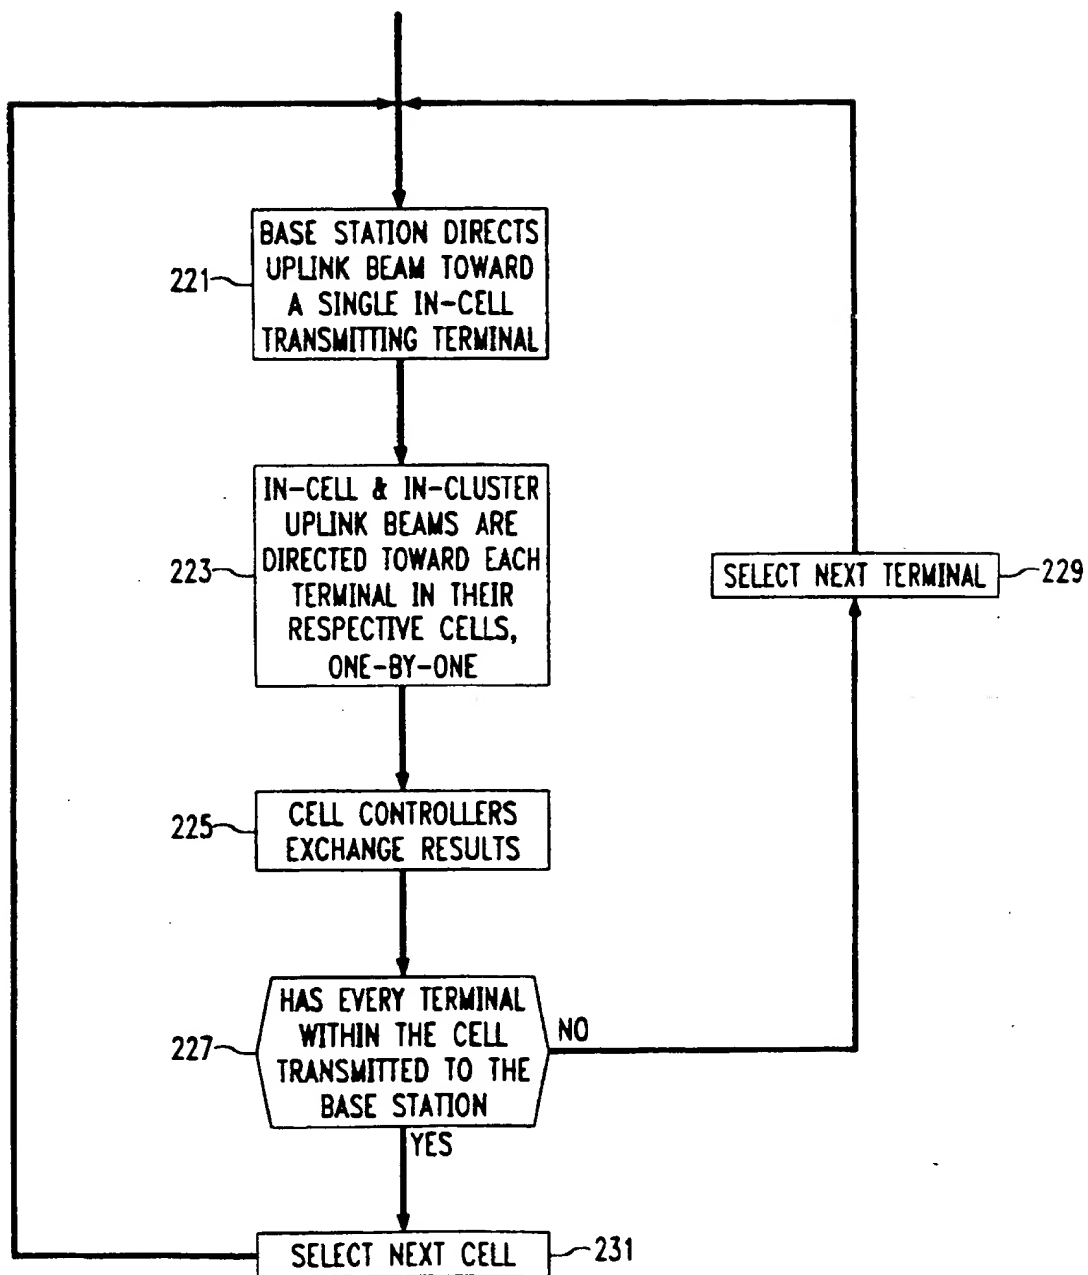 BASE STATION DIRECTS
UPLINK BEAM TOWARD
A SINGLE IN-CELL
TRANSMITTING TERMINAL
221
IN-CELL & IN-CLUSTER
UPLINK BEAMS ARE
DIRECTED TOWARD EACH
TERMINAL IN THEIR
RESPECTIVE CELLS,
ONE-BY-ONE
223
SELECT NEXT TERMINAL
229
CELL CONTROLLERS
EXCHANGE RESULTS
225
HAS EVERY TERMINAL
WITHIN THE CELL
TRANSMITTED TO THE
BASE STATION
227
NO
YES
SELECT NEXT CELL
231